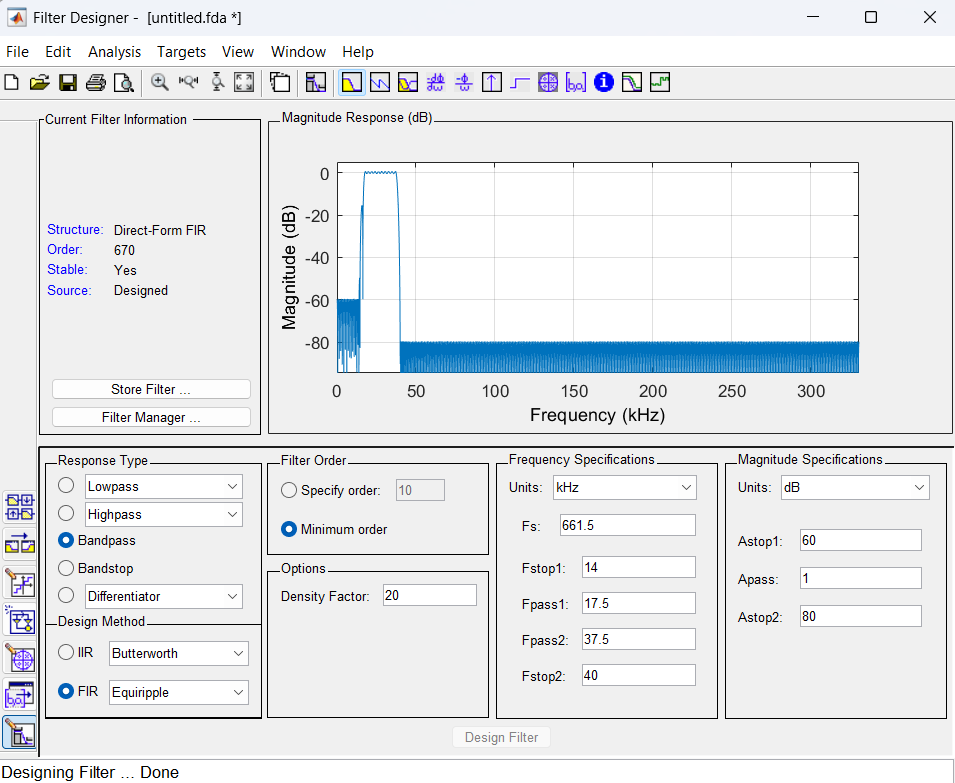 Filter Designer - [untitled.fda *]
File Edit Analysis Targets View Window Help
Current Filter Information
Structure: Direct-Form FIR
Order: 670
Stable: Yes
Source: Designed
Store Filter ...
Filter Manager ...
Magnitude Response (dB)
Magnitude (dB)
0
-20
-40
-60
-80
0 50 100 150 200 250 300
Frequency (kHz)
Response Type
Lowpass
Highpass
Bandpass
Bandstop
Differentiator
Design Method
IIR Butterworth
FIR Equiripple
Filter Order
Specify order: 10
Minimum order
Options
Density Factor: 20
Frequency Specifications
Units: kHz
Fs: 661.5
Fstop1: 14
Fpass1: 17.5
Fpass2: 37.5
Fstop2: 40
Magnitude Specifications
Units: dB
Astop1: 60
Apass: 1
Astop2: 80
Design Filter
Designing Filter ... Done